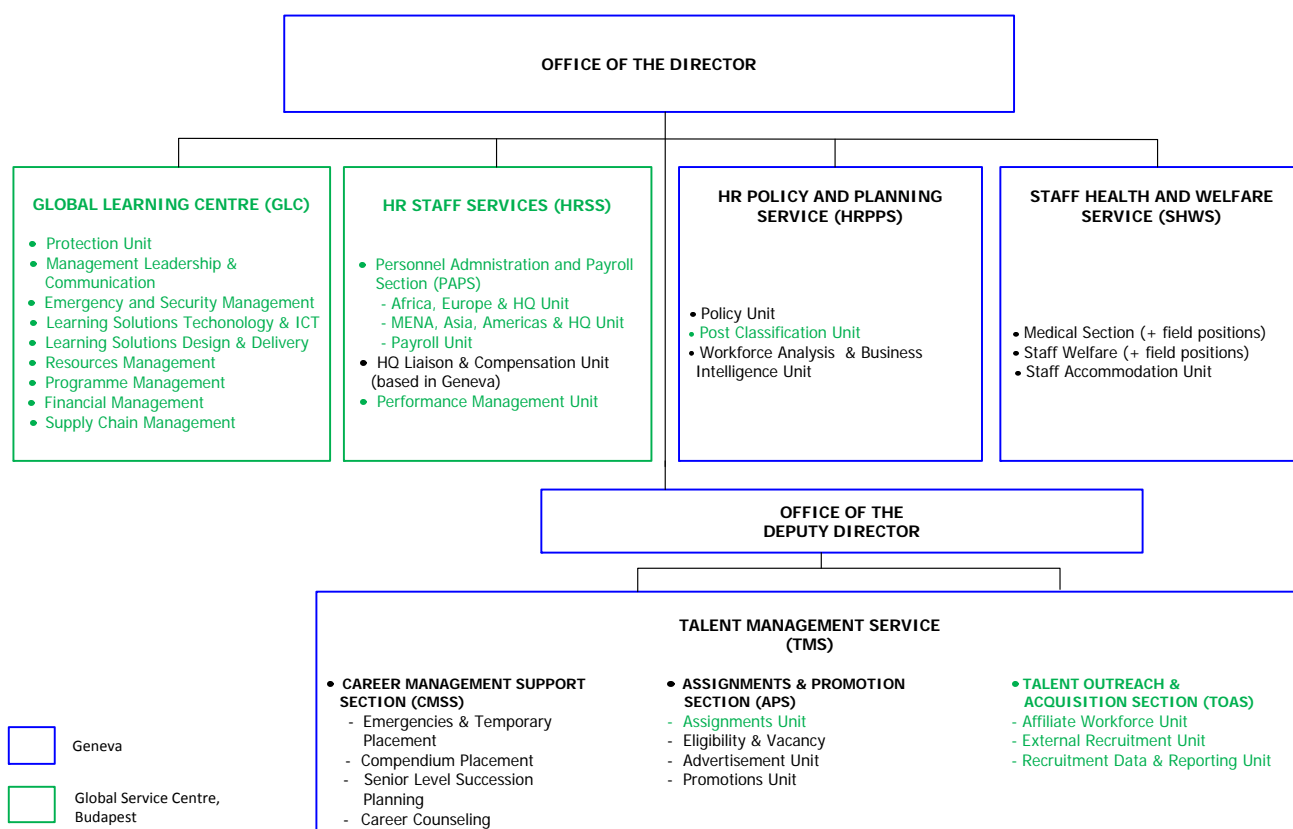 OFFICE OF THE DIRECTOR
GLOBAL LEARNING CENTRE (GLC)
• Protection Unit
• Management Leadership &
Communication
• Emergency and Security Management
• Learning Solutions Techonology & ICT
• Learning Solutions Design & Delivery
• Resources Management
• Programme Management
• Financial Management
• Supply Chain Management
HR STAFF SERVICES (HRSS)
• Personnel Admnistration and Payroll
Section (PAPS)
- Africa, Europe & HQ Unit
- MENA, Asia, Americas & HQ Unit
- Payroll Unit
• HQ Liaison & Compensation Unit
(based in Geneva)
• Performance Management Unit
HR POLICY AND PLANNING
SERVICE (HRPPS)
• Policy Unit
• Post Classification Unit
• Workforce Analysis & Business
Intelligence Unit
STAFF HEALTH AND WELFARE
SERVICE (SHWS)
• Medical Section (+ field positions)
• Staff Welfare (+ field positions)
• Staff Accommodation Unit
OFFICE OF THE
DEPUTY DIRECTOR
TALENT MANAGEMENT SERVICE
(TMS)
• CAREER MANAGEMENT SUPPORT
SECTION (CMSS)
- Emergencies & Temporary
Placement
- Compendium Placement
- Senior Level Succession
Planning
- Career Counseling
• ASSIGNMENTS & PROMOTION
SECTION (APS)
- Assignments Unit
- Eligibility & Vacancy
- Advertisement Unit
- Promotions Unit
• TALENT OUTREACH &
ACQUISITION SECTION (TOAS)
- Affiliate Workforce Unit
- External Recruitment Unit
- Recruitment Data & Reporting Unit
Geneva
Global Service Centre,
Budapest